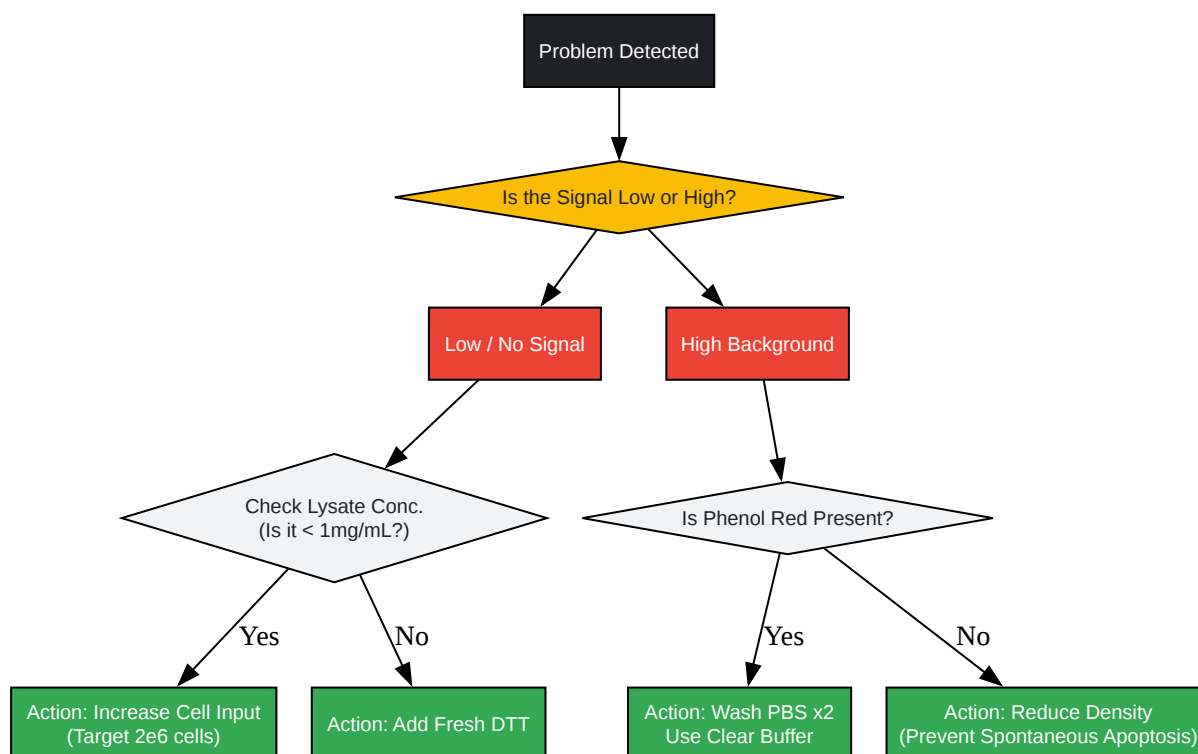 Problem Detected
Is the Signal Low or High?
Low / No Signal
High Background
Check Lysate Conc.
(Is it < 1mg/mL?)
Is Phenol Red Present?
Yes
No
Yes
No
Action: Increase Cell Input
(Target 2e6 cells)
Action: Add Fresh DTT
Action: Wash PBS x2
Use Clear Buffer
Action: Reduce Density
(Prevent Spontaneous Apoptosis)